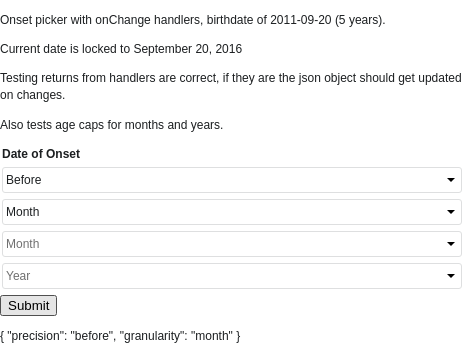 Onset picker with onChange handlers, birthdate of 2011-09-20 (5 years).
Current date is locked to September 20, 2016
Testing returns from handlers are correct, if they are the json object should get updated
on changes.
Also tests age caps for months and years.
Date of Onset
Before
Month
Month
Year
Submit
{ "precision": "before", "granularity": "month" }